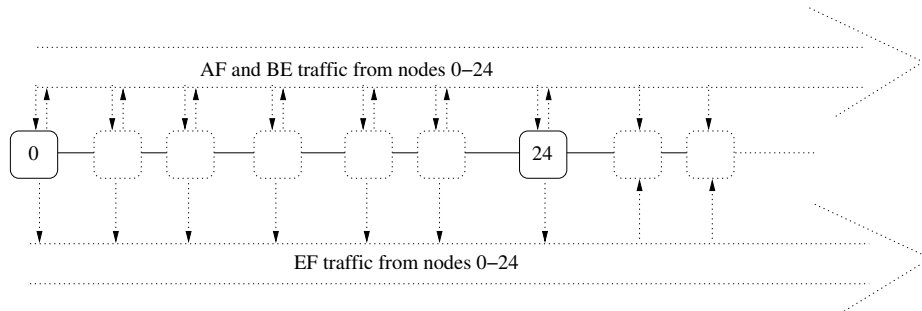 AF and BE traffic from nodes 0−24
0
24
EF traffic from nodes 0−24